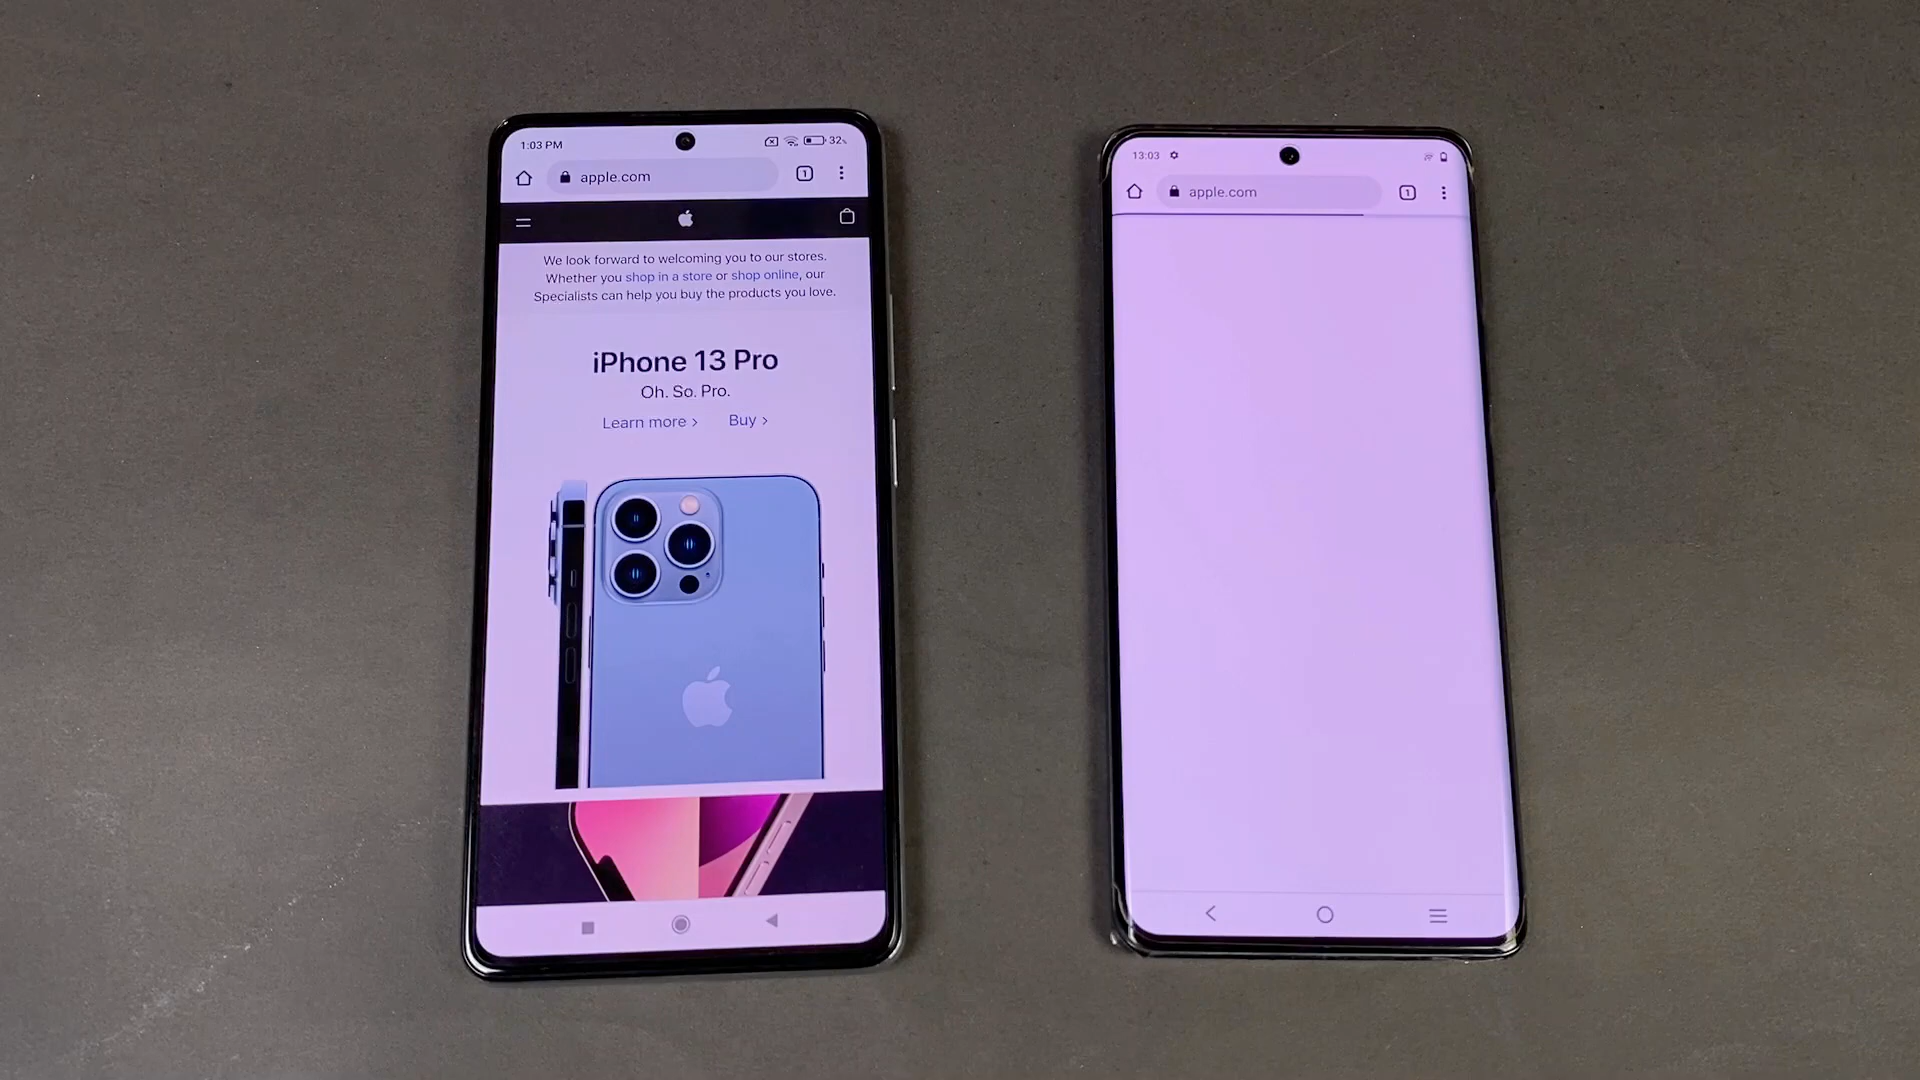 1:03 PM
32%
apple.com
1
We look forward to welcoming you to our stores.
Whether you shop in a store or shop online, our
Specialists can help you buy the products you love.
iPhone 13 Pro
Oh. So. Pro.
Learn more >
Buy >
13:03
apple.com
1